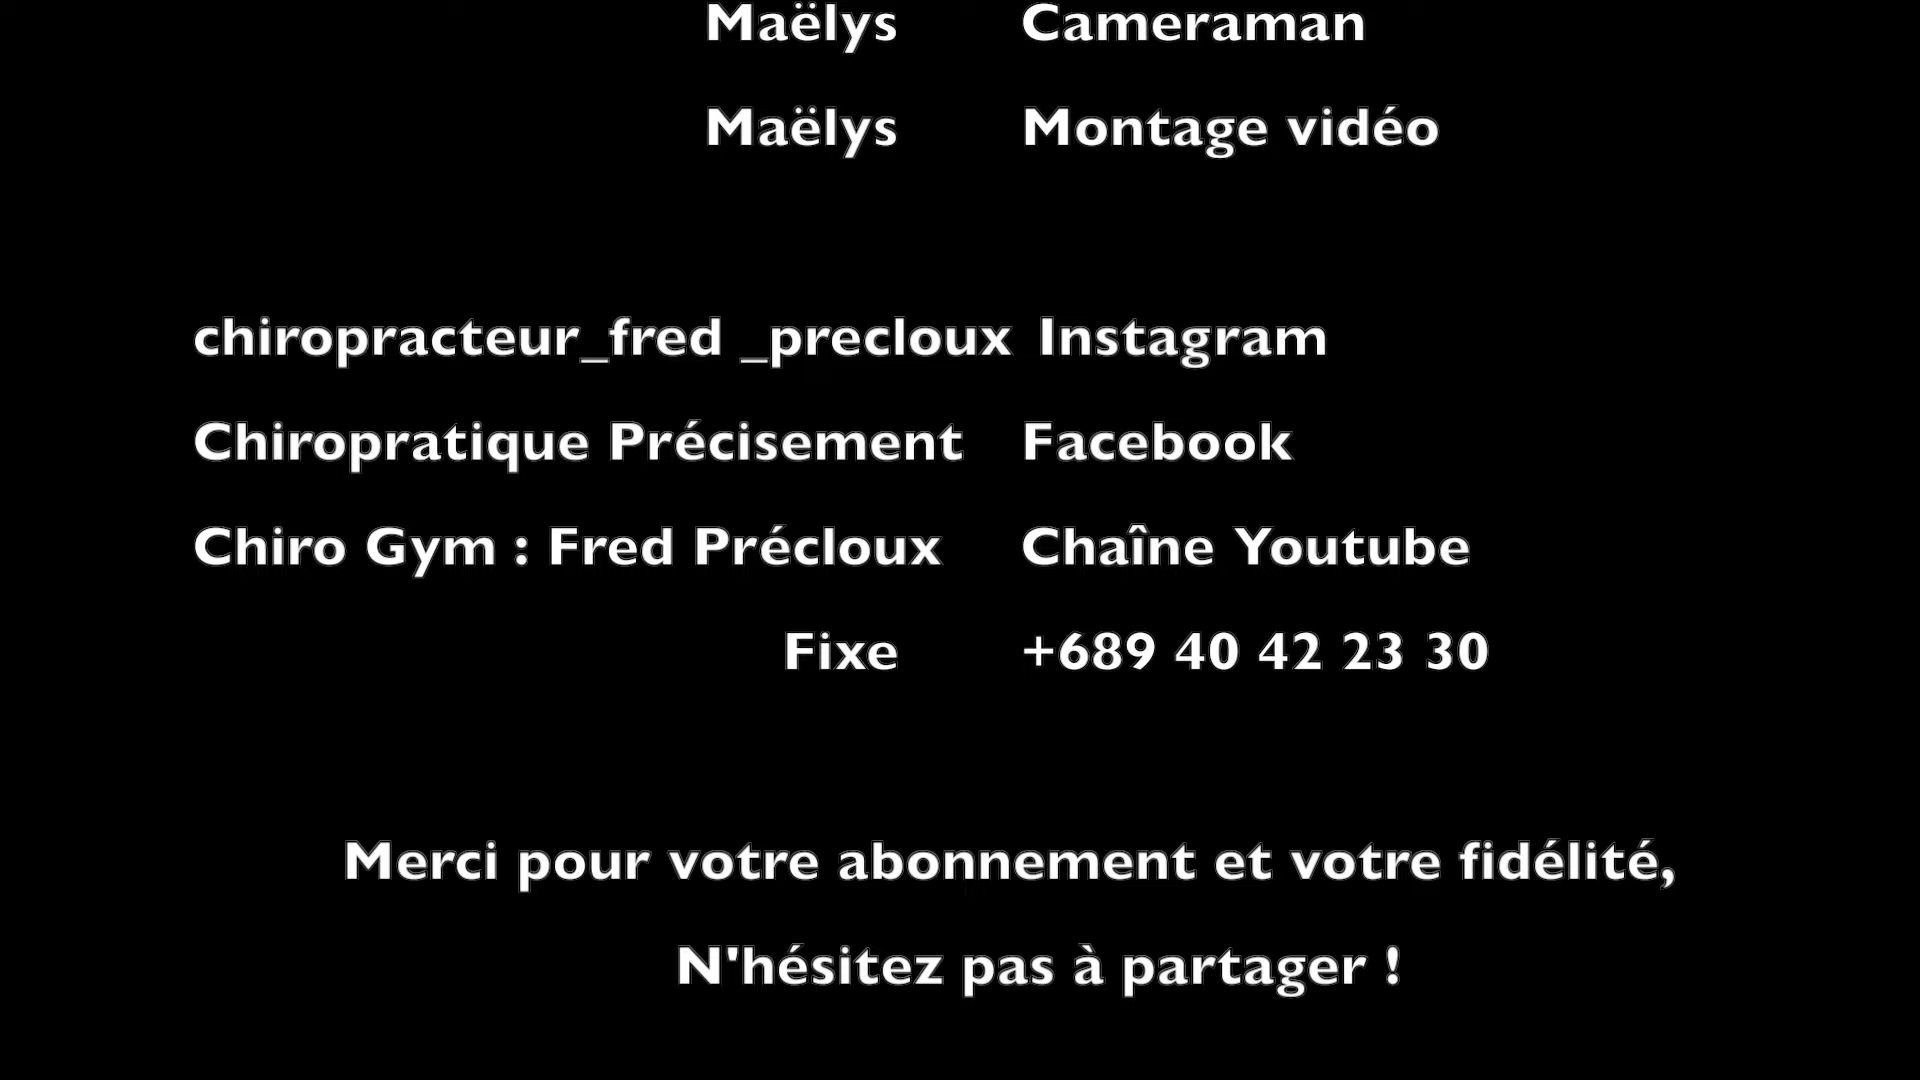 Maëlys Cameraman
Maëlys Montage vidéo
chiropracteur_fred _precloux Instagram
Chiropratique Précisement Facebook
Chiro Gym : Fred Précloux Chaîne Youtube
Fixe +689 40 42 23 30
Merci pour votre abonnement et votre fidélité,
N'hésitez pas à partager !